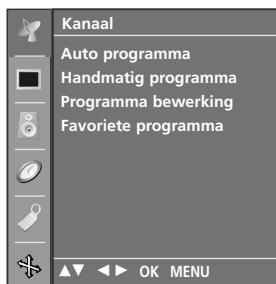 Kanaal
Auto programma
Handmatig programma
Programma bewerking
Favoriete programma
▲▼ ◄► OK MENU